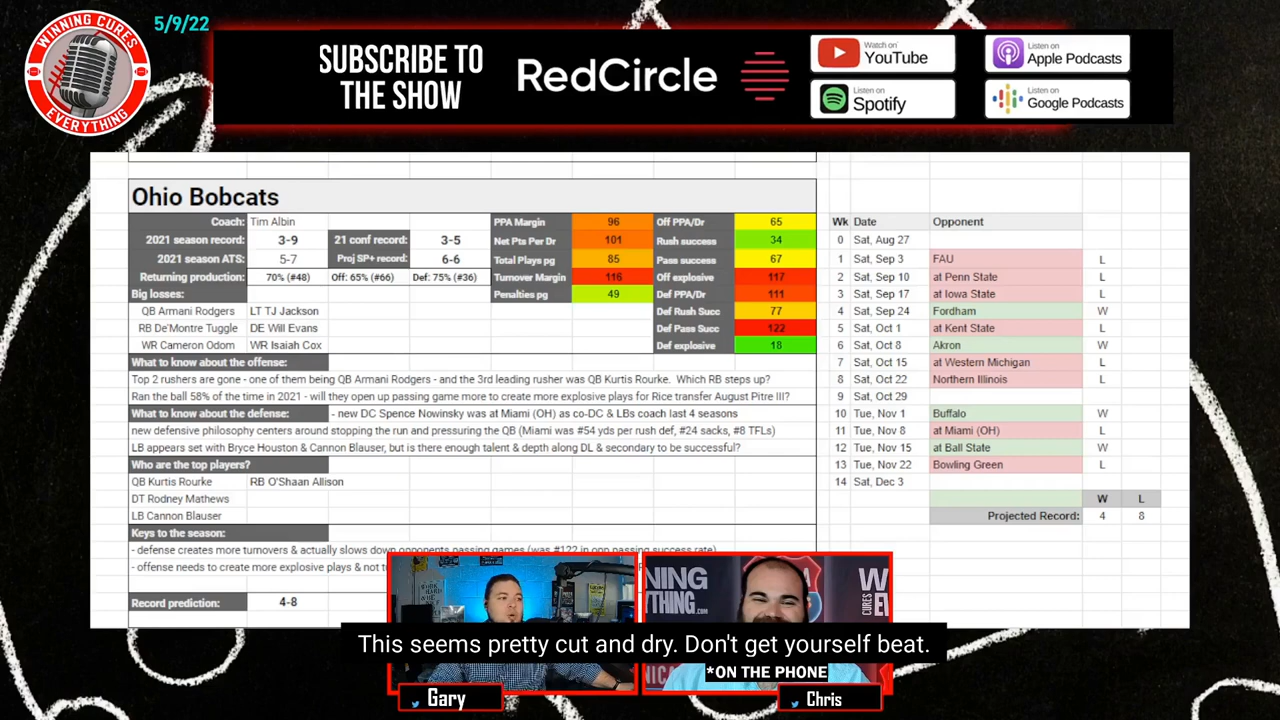 5/9/22
WINNING CURES
EVERYTHING
SUBSCRIBE TO
THE SHOW
RedCircle
Watch on
YouTube
Listen on
Apple Podcasts
Listen on
Spotify
Listen on
Google Podcasts
Ohio Bobcats
Coach: Tim Albin
2021 season record: 3-9 21 conf record: 3-5
2021 season ATS: 5-7 Proj SP+ record: 6-6
Returning production: 70% (#48) Off: 65% (#66) Def: 75% (#36)
Big losses:
QB Armani Rodgers LT TJ Jackson
RB De'Montre Tuggle DE Will Evans
WR Cameron Odom WR Isaiah Cox
PPA Margin 96 Off PPA/Dr 65
Net Pts Per Dr 101 Rush success 34
Total Plays pg 85 Pass success 67
Turnover Margin 116 Off explosive 117
Penalties pg 49 Def PPA/Dr 111
Def Rush Succ 77
Def Pass Succ 122
Def explosive 18
What to know about the offense:
Top 2 rushers are gone - one of them being QB Armani Rodgers - and the 3rd leading rusher was QB Kurtis Rourke. Which RB steps up?
Ran the ball 58% of the time in 2021 - will they open up passing game more to create more explosive plays for Rice transfer August Pitre III?
What to know about the defense: - new DC Spence Nowinsky was at Miami (OH) as co-DC & LBs coach last 4 seasons
new defensive philosophy centers around stopping the run and pressuring the QB (Miami was #54 yds per rush def, #24 sacks, #8 TFLs)
LB appears set with Bryce Houston & Cannon Blauser, but is there enough talent & depth along DL & secondary to be successful?
Who are the top players?
QB Kurtis Rourke RB O'Shaan Allison
DT Rodney Mathews
LB Cannon Blauser
Keys to the season:
- defense creates more turnovers & actually slows down opponents passing games (was #122 in opp passing success rate)
- offense needs to create more explosive plays & not
Record prediction: 4-8
Wk Date Opponent
0 Sat, Aug 27
1 Sat, Sep 3 FAU L
2 Sat, Sep 10 at Penn State L
3 Sat, Sep 17 at Iowa State L
4 Sat, Sep 24 Fordham W
5 Sat, Oct 1 at Kent State L
6 Sat, Oct 8 Akron W
7 Sat, Oct 15 at Western Michigan L
8 Sat, Oct 22 Northern Illinois L
9 Sat, Oct 29
10 Tue, Nov 1 Buffalo W
11 Tue, Nov 8 at Miami (OH) L
12 Tue, Nov 15 at Ball State W
13 Tue, Nov 22 Bowling Green L
14 Sat, Dec 3
W L
Projected Record: 4 8
This seems pretty cut and dry. Don't get yourself beat.
*ON THE PHONE
Gary
Chris